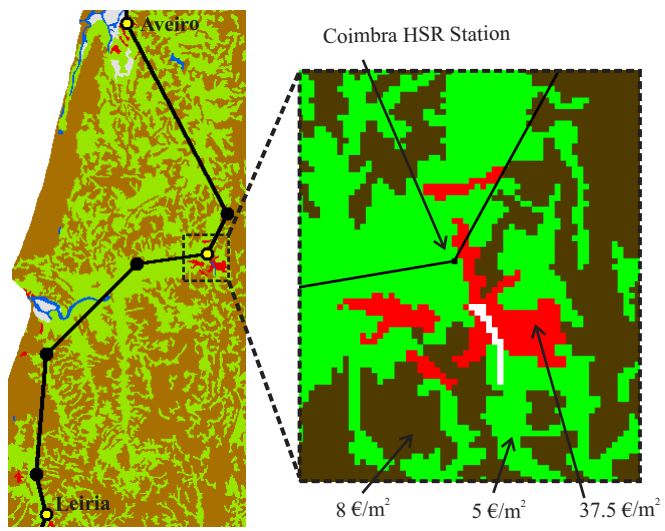 Aveiro
Coimbra HSR Station
Leiria
8 €/m²
5 €/m²
37.5 €/m²